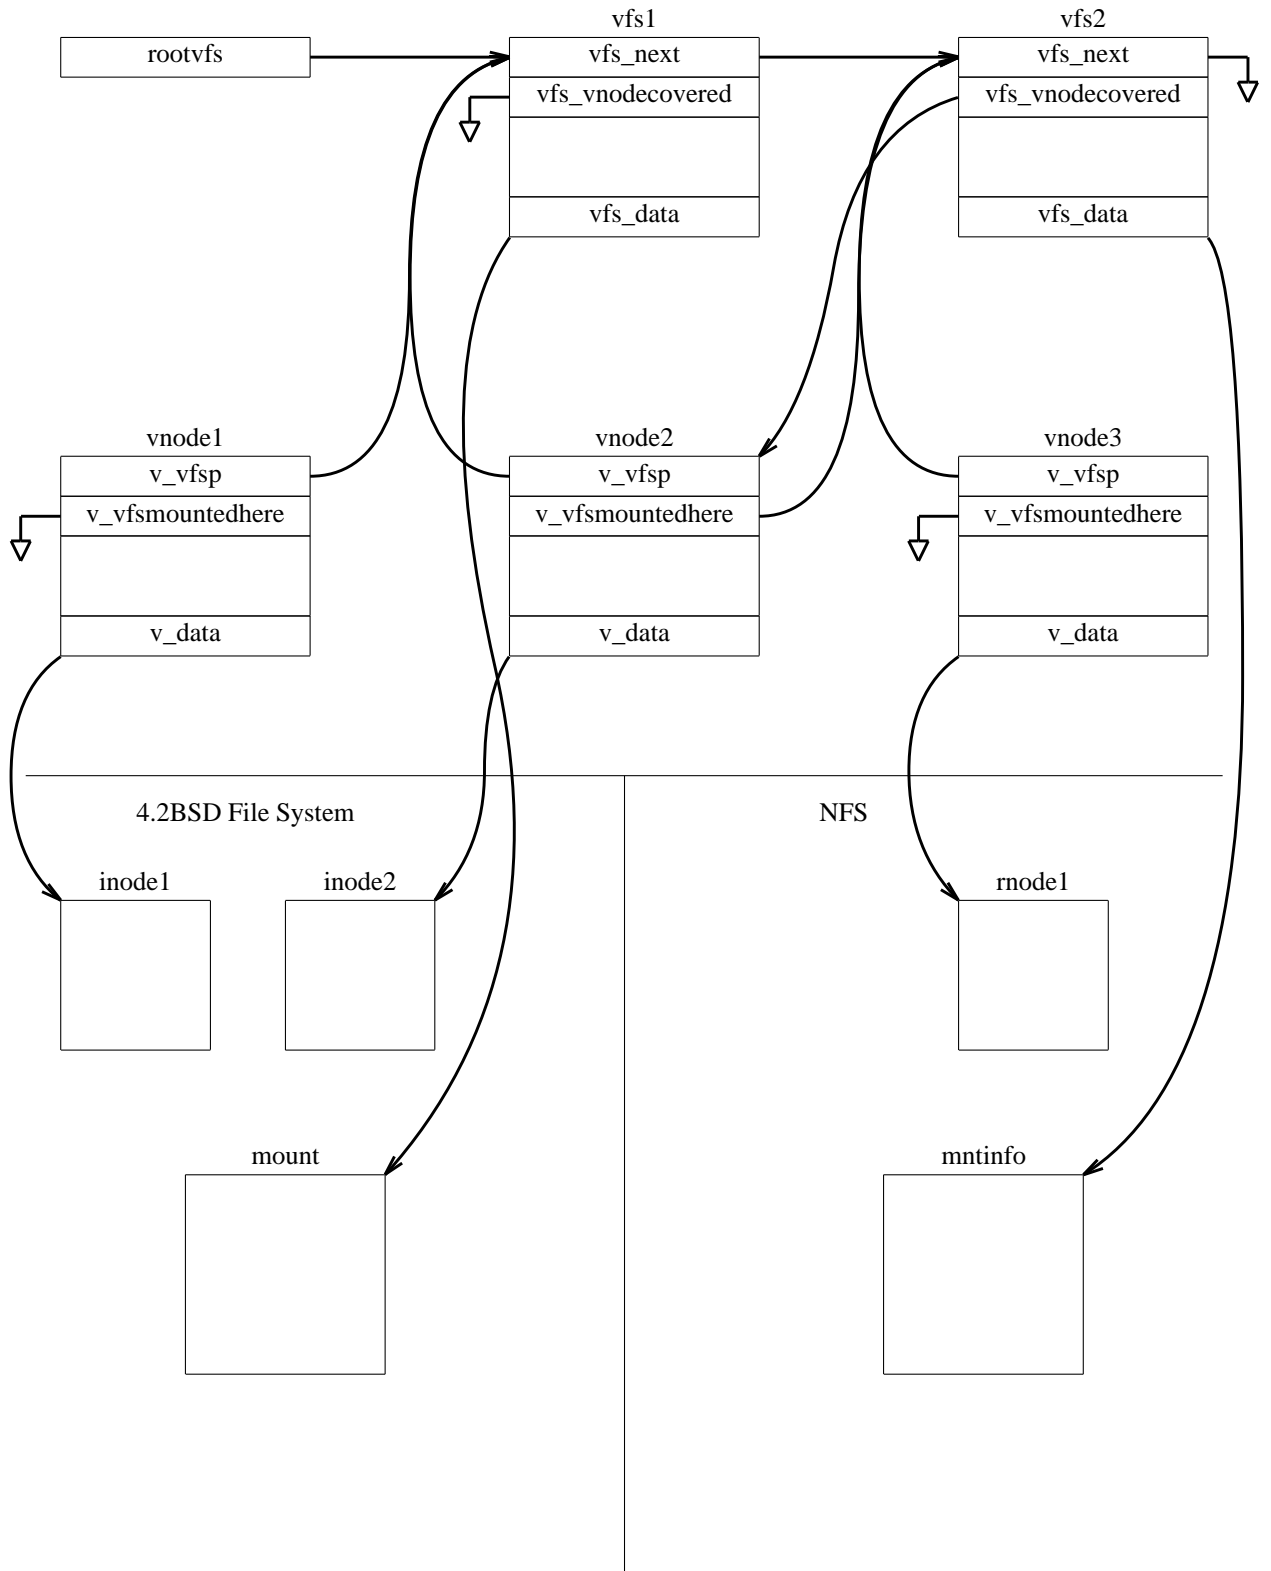 vfs1
vfs2
rootvfs
vfs_next
vfs_next
vfs_vnodecovered
vfs_vnodecovered
vfs_data
vfs_data
vnode1
vnode2
vnode3
v_vfsp
v_vfsp
v_vfsp
v_vfsmountedhere
v_vfsmountedhere
v_vfsmountedhere
v_data
v_data
v_data
4.2BSD File System
NFS
inode1
inode2
rnode1
mount
mntinfo